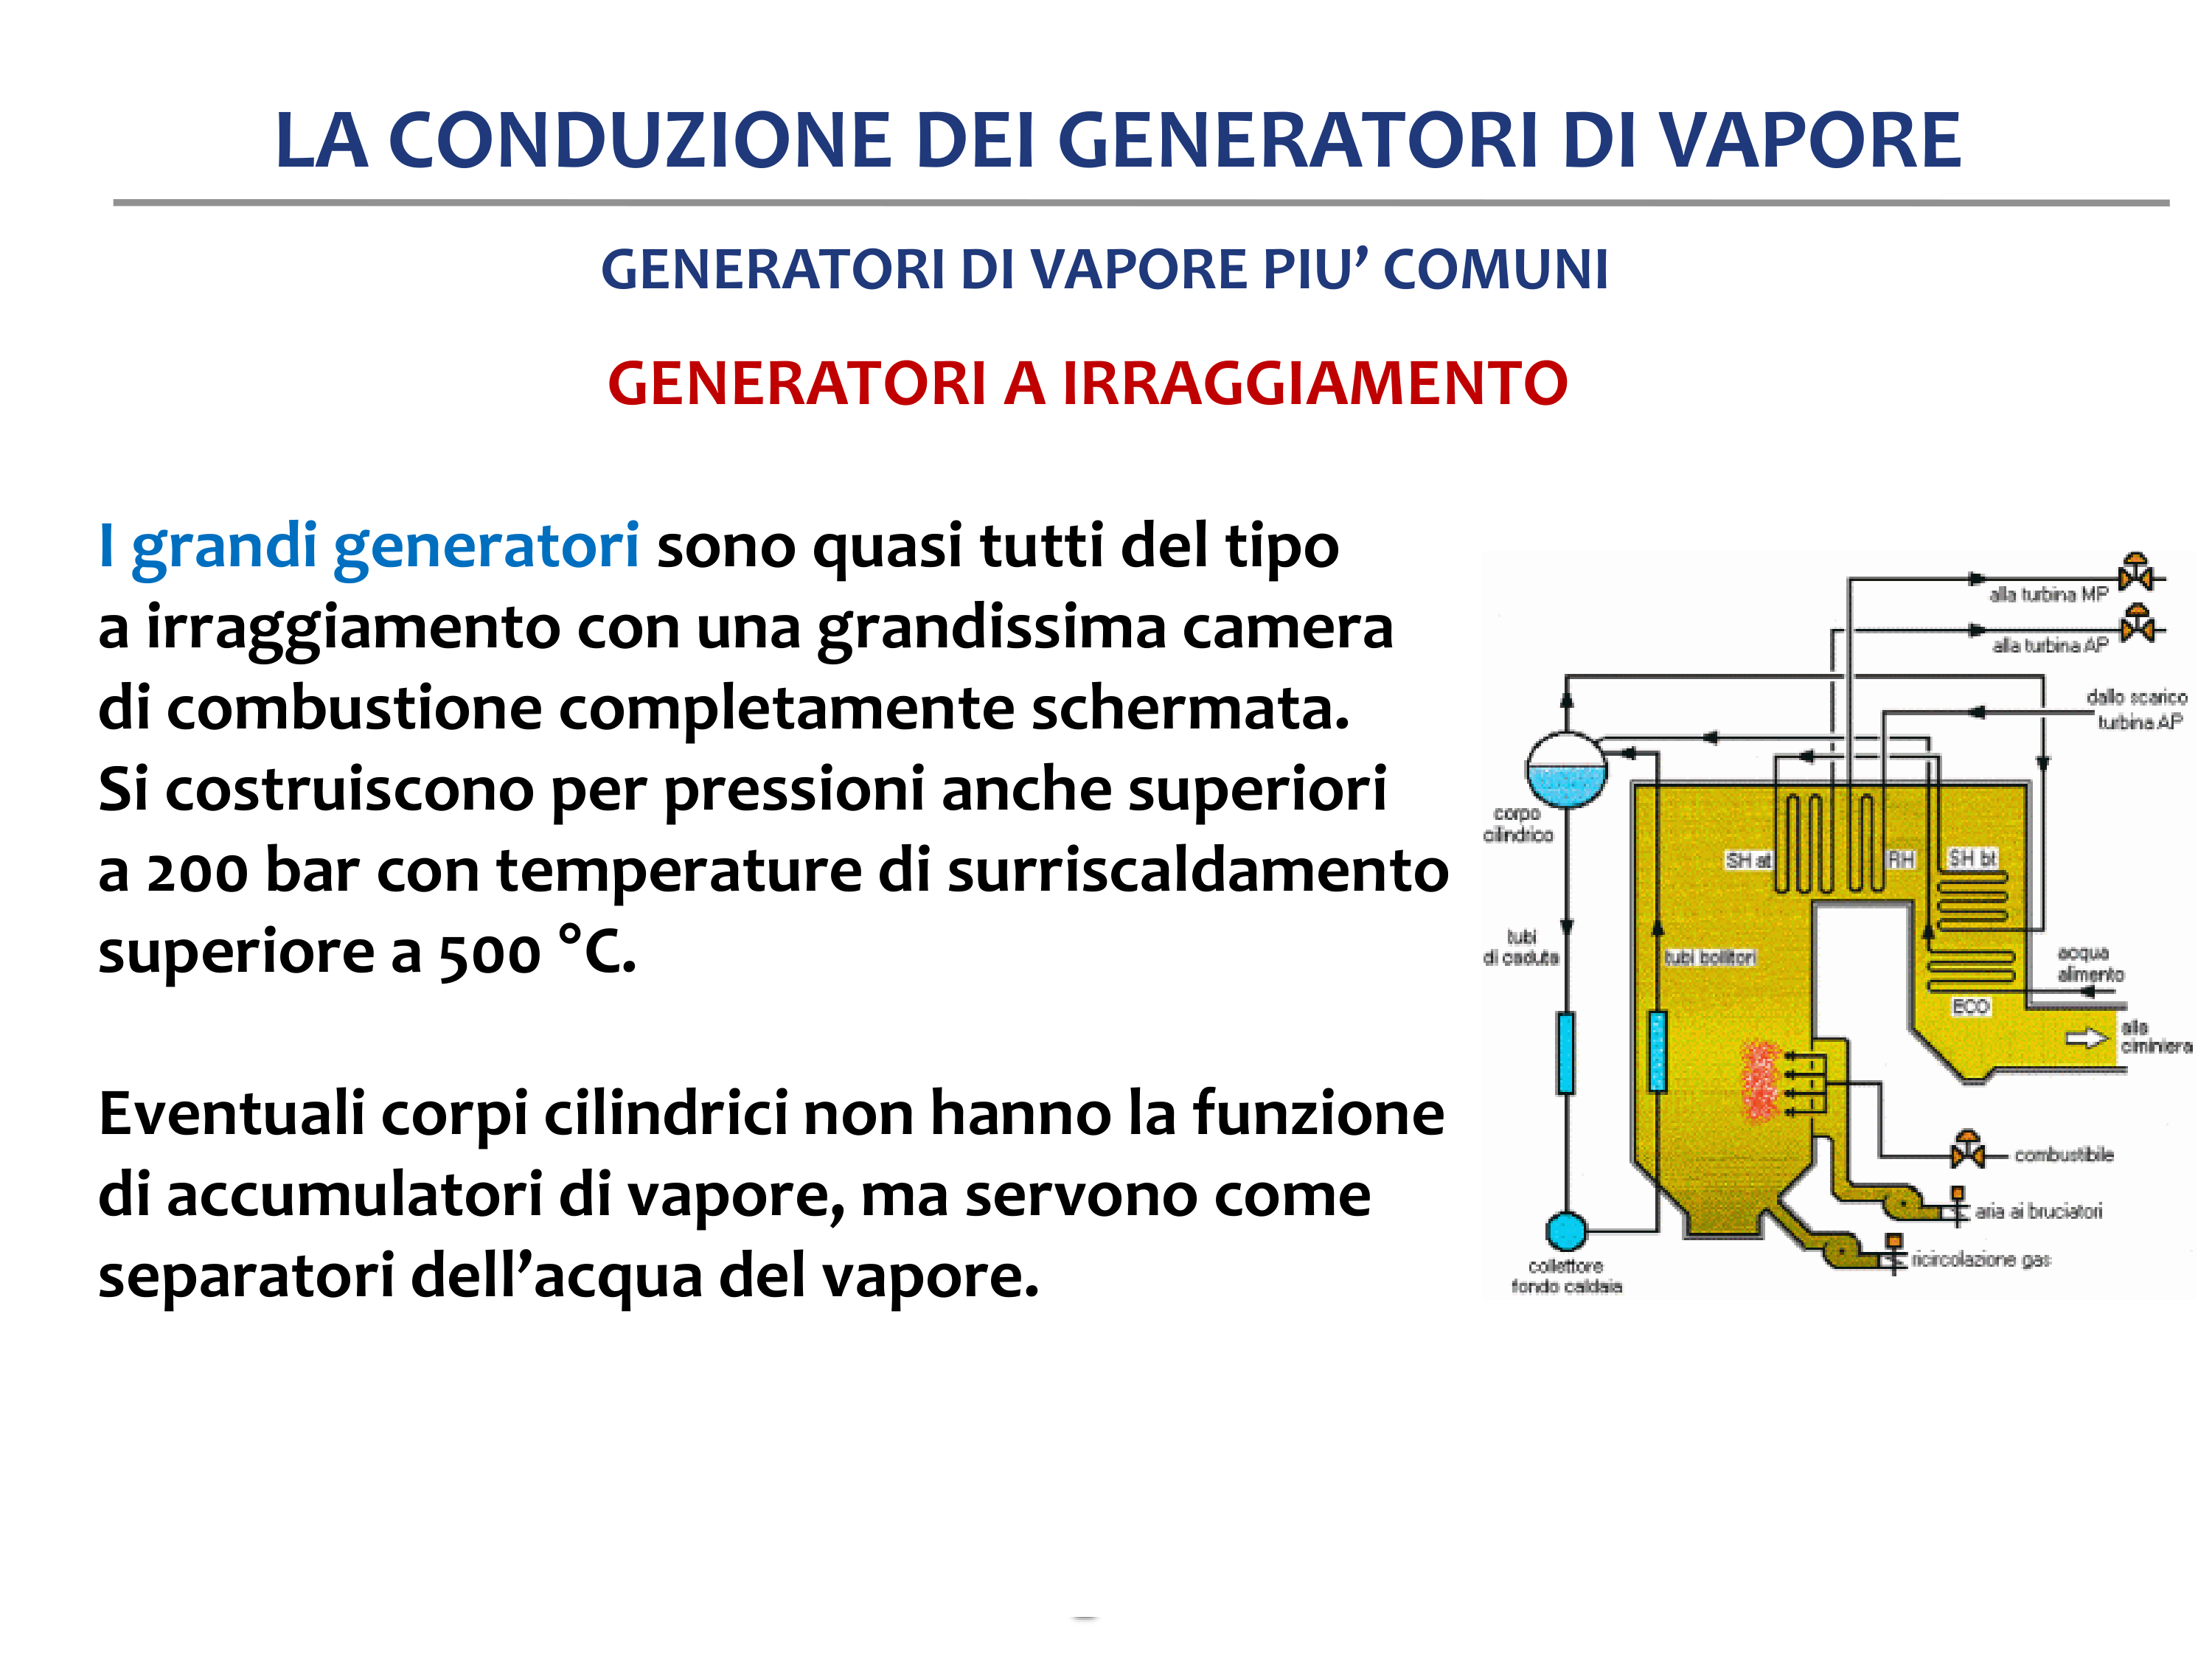 LA CONDUZIONE DEI GENERATORI DI VAPORE
GENERATORI DI VAPORE PIU’ COMUNI
GENERATORI A IRRAGGIAMENTO
I grandi generatori sono quasi tutti del tipo
a irraggiamento con una grandissima camera
di combustione completamente schermata.
Si costruiscono per pressioni anche superiori
a 200 bar con temperature di surriscaldamento
superiore a 500 °C.
Eventuali corpi cilindrici non hanno la funzione
di accumulatori di vapore, ma servono come
separatori dell’acqua del vapore.
alla turbina MP
alla turbina AP
dallo scarico
turbina AP
corpo
cilindrico
SH at
RH
SH bt
tubi
di caduta
tubi bollitori
acqua
alimento
ECO
alla
ciminiera
combustibile
aria ai bruciatori
ricircolazione gas
collettore
fondo caldaia